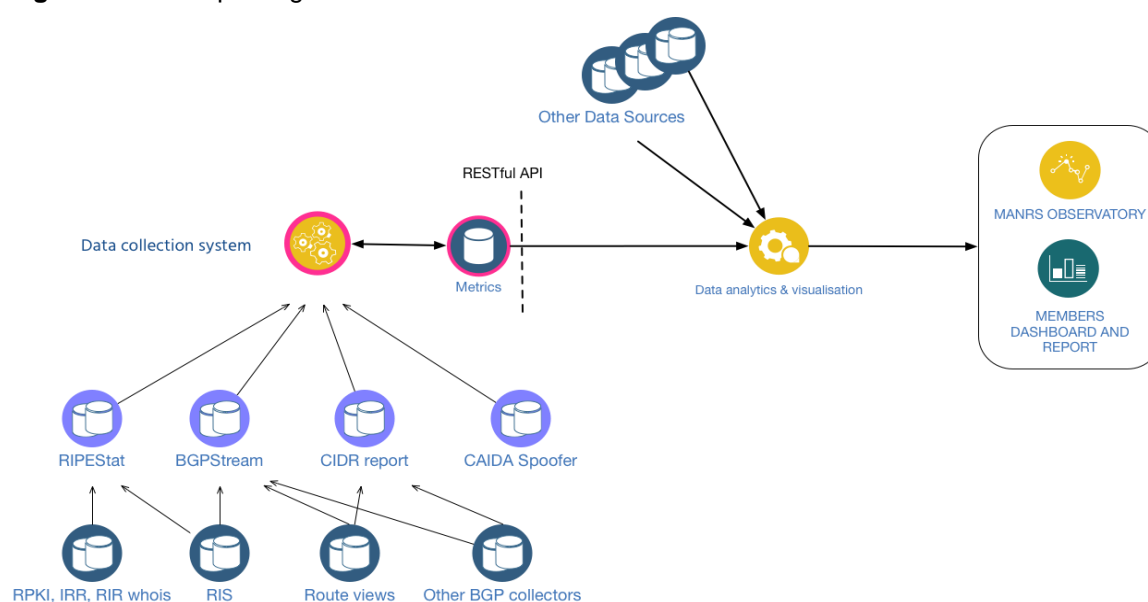 Other Data Sources
RESTful API
MANRS OBSERVATORY
Data collection system
Metrics
Data analytics & visualisation
MEMBERS
DASHBOARD AND
REPORT
RIPEStat
BGPStream
CIDR report
CAIDA Spoofer
RPKI, IRR, RIR whois
RIS
Route views
Other BGP collectors